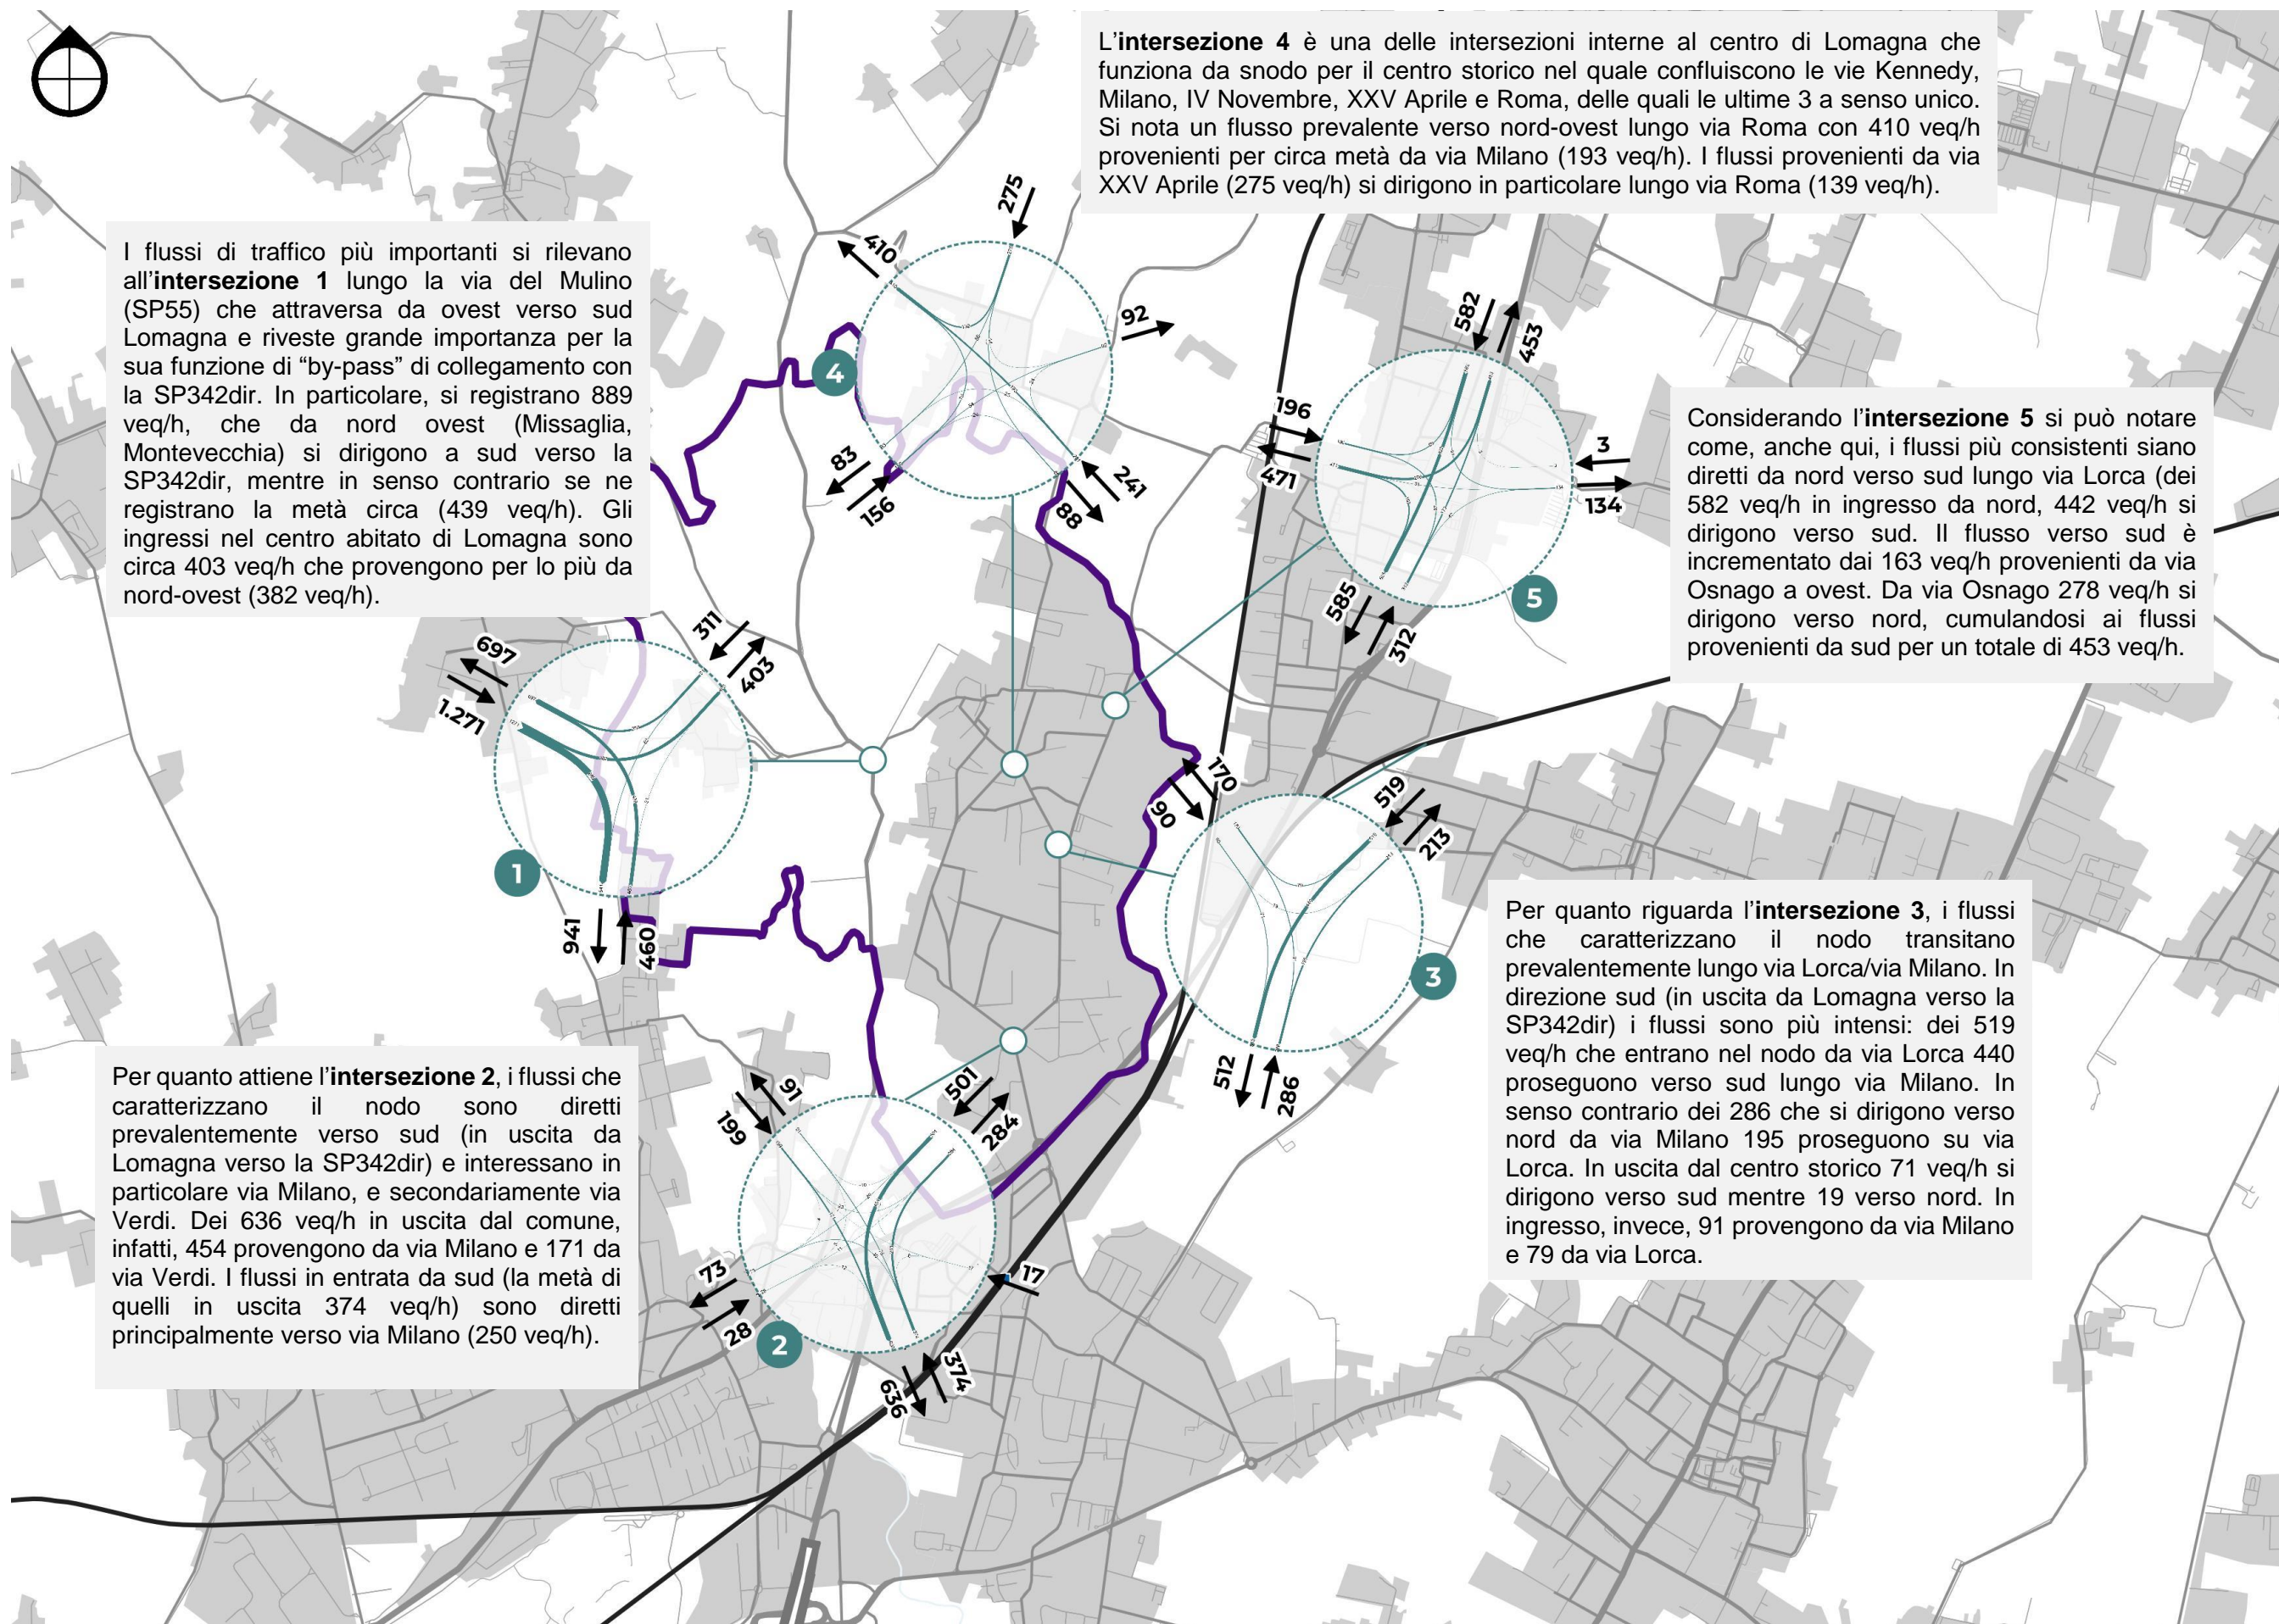 L'intersezione 4 è una delle intersezioni interne al centro di Lomagna che
funziona da snodo per il centro storico nel quale confluiscono le vie Kennedy,
Milano, IV Novembre, XXV Aprile e Roma, delle quali le ultime 3 a senso unico.
Si nota un flusso prevalente verso nord-ovest lungo via Roma con 410 veq/h
provenienti per circa metà da via Milano (193 veq/h). I flussi provenienti da via
XXV Aprile (275 veq/h) si dirigono in particolare lungo via Roma (139 veq/h).
I flussi di traffico più importanti si rilevano
all'intersezione 1 lungo la via del Mulino
(SP55) che attraversa da ovest verso sud
Lomagna e riveste grande importanza per la
sua funzione di “by-pass” di collegamento con
la SP342dir. In particolare, si registrano 889
veq/h, che da nord ovest (Missaglia,
Montevecchia) si dirigono a sud verso la
SP342dir, mentre in senso contrario se ne
registrano la metà circa (439 veq/h). Gli
ingressi nel centro abitato di Lomagna sono
circa 403 veq/h che provengono per lo più da
nord-ovest (382 veq/h).
275
410
92
4
83
156
241
88
582
453
196
471
3
134
585
312
5
Considerando l'intersezione 5 si può notare
come, anche qui, i flussi più consistenti siano
diretti da nord verso sud lungo via Lorca (dei
582 veq/h in ingresso da nord, 442 veq/h si
dirigono verso sud. Il flusso verso sud è
incrementato dai 163 veq/h provenienti da via
Osnago a ovest. Da via Osnago 278 veq/h si
dirigono verso nord, cumulandosi ai flussi
provenienti da sud per un totale di 453 veq/h.
697
1.271
311
403
1
941
460
170
90
519
213
3
512
286
Per quanto riguarda l'intersezione 3, i flussi
che caratterizzano il nodo transitano
prevalentemente lungo via Lorca/via Milano. In
direzione sud (in uscita da Lomagna verso la
SP342dir) i flussi sono più intensi: dei 519
veq/h che entrano nel nodo da via Lorca 440
proseguono verso sud lungo via Milano. In
senso contrario dei 286 che si dirigono verso
nord da via Milano 195 proseguono su via
Lorca. In uscita dal centro storico 71 veq/h si
dirigono verso sud mentre 19 verso nord. In
ingresso, invece, 91 provengono da via Milano
e 79 da via Lorca.
Per quanto attiene l'intersezione 2, i flussi che
caratterizzano il nodo sono diretti
prevalentemente verso sud (in uscita da
Lomagna verso la SP342dir) e interessano in
particolare via Milano, e secondariamente via
Verdi. Dei 636 veq/h in uscita dal comune,
infatti, 454 provengono da via Milano e 171 da
via Verdi. I flussi in entrata da sud (la metà di
quelli in uscita 374 veq/h) sono diretti
principalmente verso via Milano (250 veq/h).
91
199
501
284
73
28
17
2
636
374